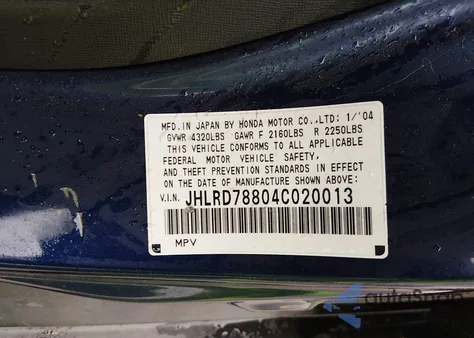 MFD.IN JAPAN BY HONDA MOTOR CO.,LTD: 1/'04
GVWR 4320LBS GAWR F 2160LBS R 2250LBS
THIS VEHICLE CONFORMS TO ALL APPLICABLE
FEDERAL MOTOR VEHICLE SAFETY,
AND THEFT PREVENTION STANDARDS IN EFFECT
ON THE DATE OF MANUFACTURE SHOWN ABOVE:
V.I.N. JHLRD78804C020013
MPV